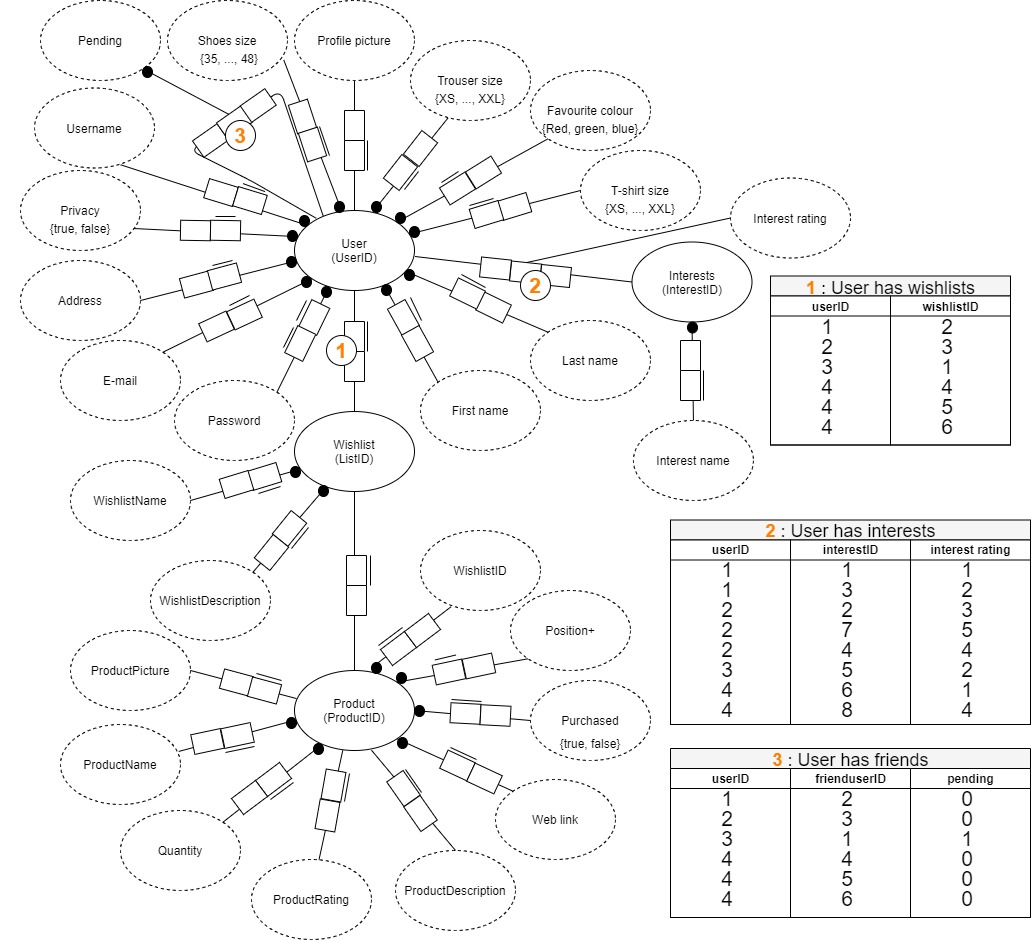 Pending
Shoes size
{35, ..., 48}
Profile picture
Trouser size
{XS, ..., XXL}
Favourite colour
{Red, green, blue}
Username
3
T-shirt size
{XS, ..., XXL}
Privacy
{true, false}
Interest rating
User
(UserID)
Interests
(InterestID)
2
Address
E-mail
1
Last name
First name
Password
Interest name
Wishlist
(ListID)
WishlistName
WishlistDescription
WishlistID
Position+
ProductPicture
Product
(ProductID)
Purchased
{true, false}
ProductName
Web link
Quantity
ProductRating
ProductDescription
1 : User has wishlists
userID wishlistID
1 2
2 3
3 1
4 4
4 5
4 6
2 : User has interests
userID interestID interest rating
1 1 1
1 3 2
2 2 3
2 7 5
2 4 4
3 5 2
4 6 1
4 8 4
3 : User has friends
userID frienduserID pending
1 2 0
2 3 0
3 1 1
4 4 0
4 5 0
4 6 0